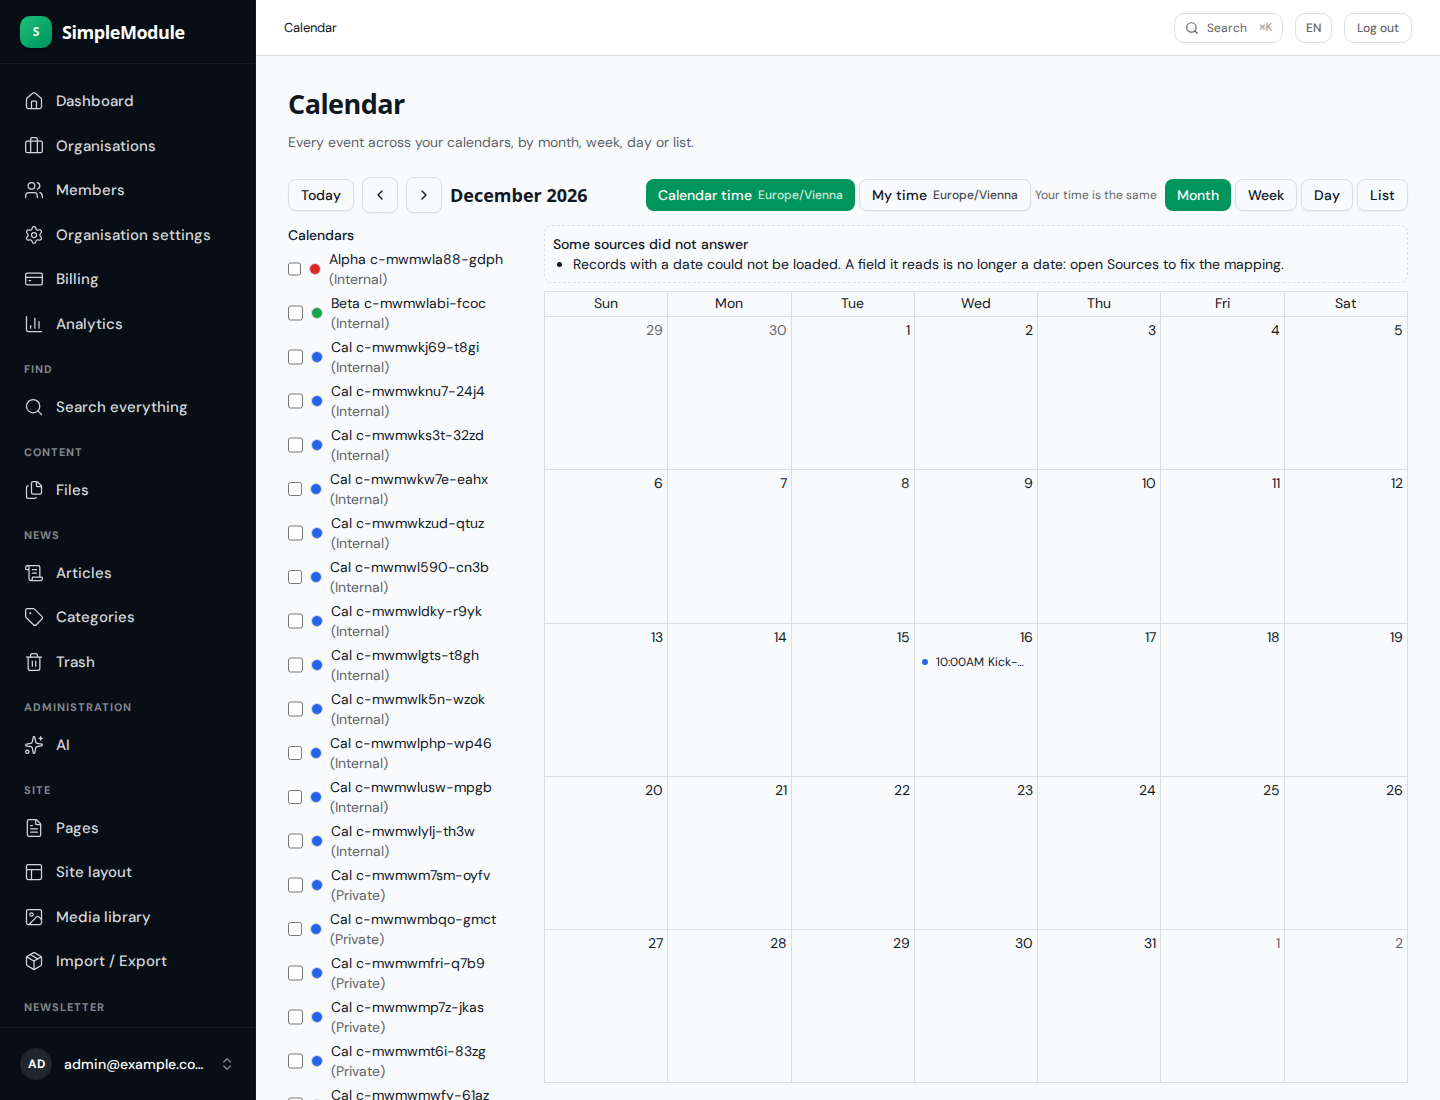 S SimpleModule
Dashboard
Organisations
Members
Organisation settings
Billing
Analytics
FIND
Search everything
CONTENT
Files
NEWS
Articles
Categories
Trash
ADMINISTRATION
AI
SITE
Pages
Site layout
Media library
Import / Export
NEWSLETTER
AD admin@example.co...
Calendar
Search ⌘K
EN
Log out
Calendar
Every event across your calendars, by month, week, day or list.
Today
December 2026
Calendar time Europe/Vienna
My time Europe/Vienna
Your time is the same
Month
Week
Day
List
Calendars
Alpha c-mwmwla88-gdph
(Internal)
Beta c-mwmwlabi-fcoc
(Internal)
Cal c-mwmwkj69-t8gi
(Internal)
Cal c-mwmwknu7-24j4
(Internal)
Cal c-mwmwks3t-32zd
(Internal)
Cal c-mwmwkw7e-eahx
(Internal)
Cal c-mwmwkzud-qtuz
(Internal)
Cal c-mwmwl590-cn3b
(Internal)
Cal c-mwmwldky-r9yk
(Internal)
Cal c-mwmwlgts-t8gh
(Internal)
Cal c-mwmwlk5n-wzok
(Internal)
Cal c-mwmwlphp-wp46
(Internal)
Cal c-mwmwlusw-mpgb
(Internal)
Cal c-mwmwlylj-th3w
(Internal)
Cal c-mwmwm7sm-oyfv
(Private)
Cal c-mwmwmbqo-gmct
(Private)
Cal c-mwmwmfri-q7b9
(Private)
Cal c-mwmwmp7z-jkas
(Private)
Cal c-mwmwmt6i-83zg
(Private)
Cal c-mwmwmwfv-61az
Some sources did not answer
• Records with a date could not be loaded. A field it reads is no longer a date: open Sources to fix the mapping.
Sun Mon Tue Wed Thu Fri Sat
29 30 1 2 3 4 5
6 7 8 9 10 11 12
13 14 15 16 17 18 19
10:00AM Kick-...
20 21 22 23 24 25 26
27 28 29 30 31 1 2